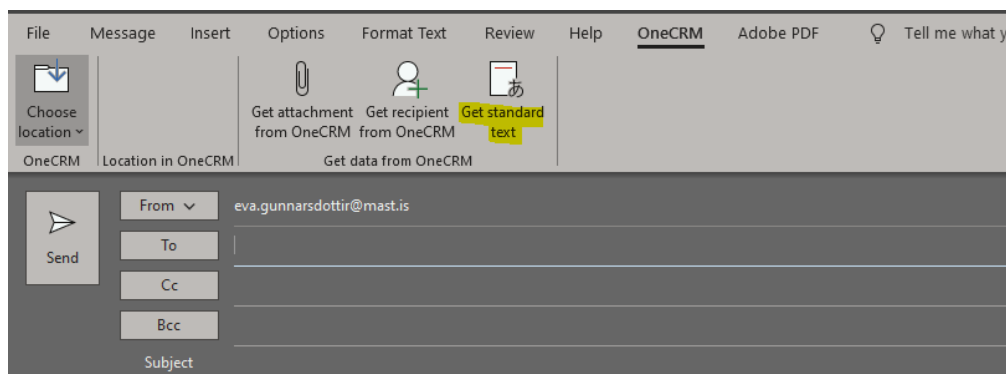 File Message Insert Options Format Text Review Help OneCRM Adobe PDF Tell me what y
Choose location
Get attachment from OneCRM
Get recipient from OneCRM
Get standard text
あ
OneCRM Location in OneCRM Get data from OneCRM
Send
From eva.gunnarsdottir@mast.is
To
Cc
Bcc
Subject